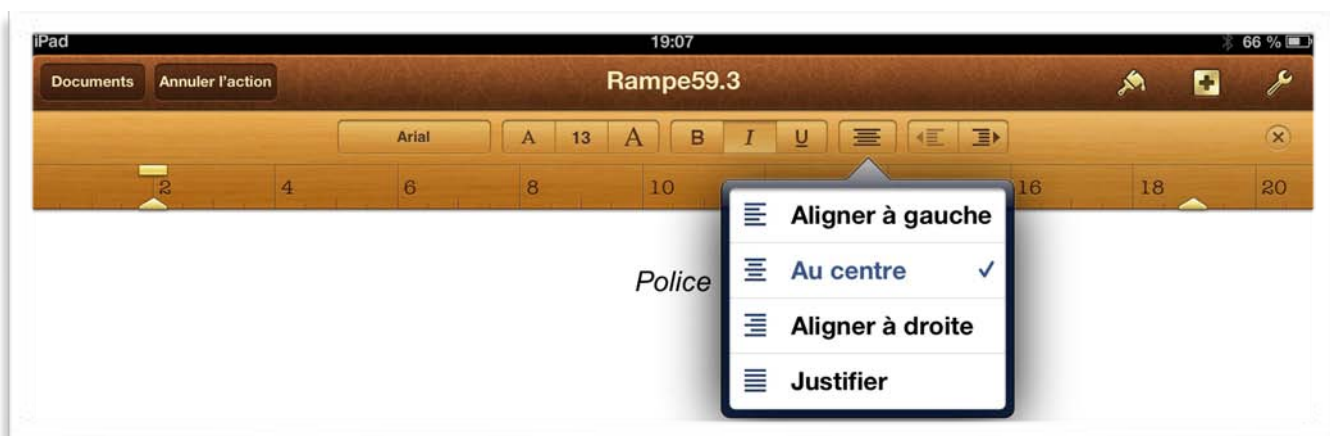 iPad 19:07 66 %
Documents Annuler l'action Rampe59.3
Arial A 13 A B I U
2 4 6 8 10 16 18 20
Aligner à gauche
Police
Au centre
Aligner à droite
Justifier